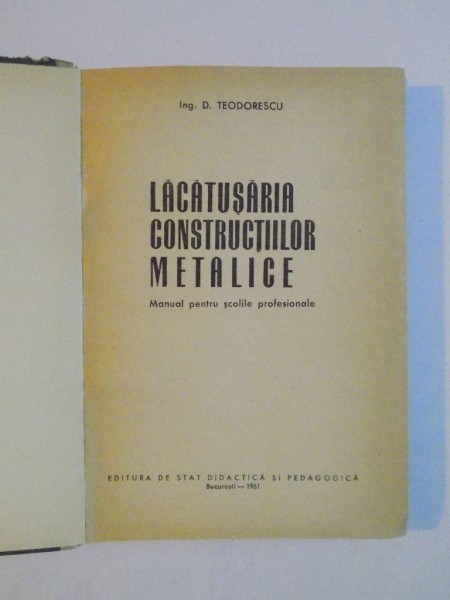 Ing. D. TEODORESCU
LĂCĂTUȘĂRIA
CONSTRUCȚIILOR
METALICE
Manual pentru școlile profesionale
EDITURA DE STAT DIDACTICĂ ȘI PEDAGOGICĂ
București — 1961